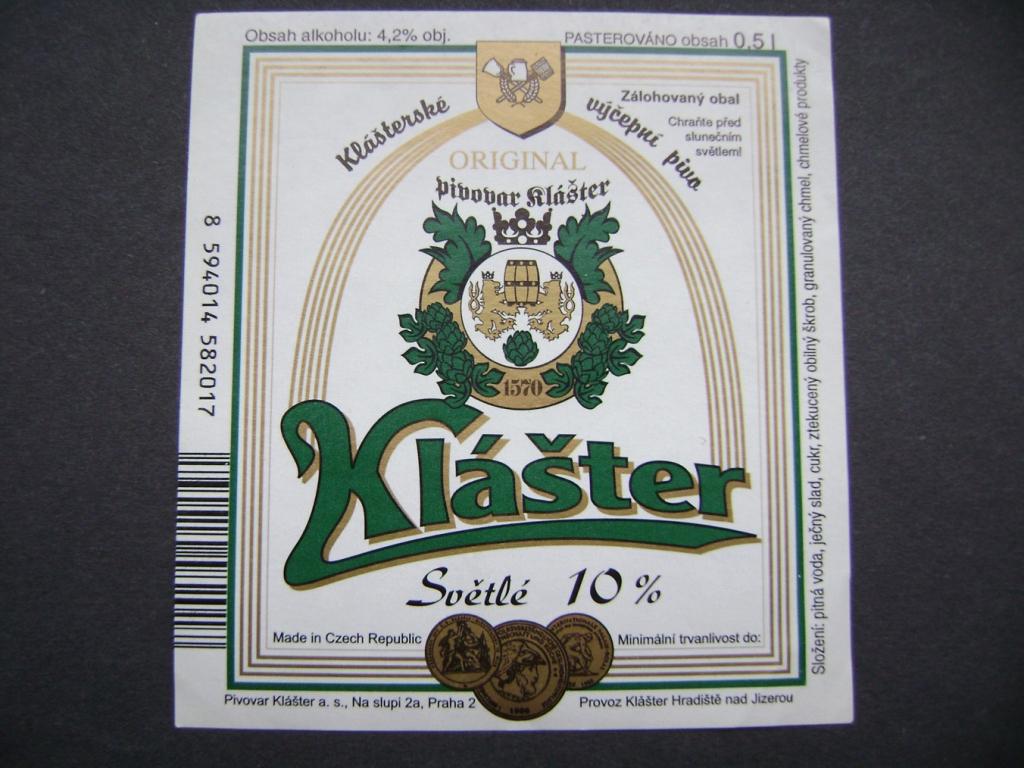 Obsah alkoholu: 4,2% obj.
PASTEROVÁNO obsah 0,5 l
Klášterské
výčepní pivo
Zálohovaný obal
Chraňte před
slunečním
světlem!
ORIGINAL
Pivovar Klášter
1570
Klášter
Světlé 10%
Made in Czech Republic
Minimální trvanlivost do:
Pivovar Klášter a. s., Na slupi 2a, Praha 2
Provoz Klášter Hradiště nad Jizerou
8 594014 582017
Složení: pitná voda, ječný slad, cukr, ztekucený obilný škrob, granulovaný chmel, chmelové produkty